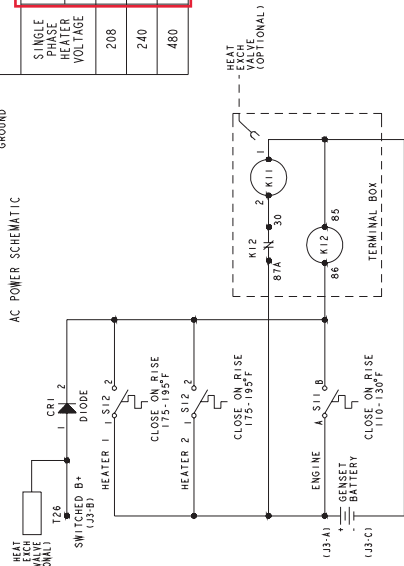 SINGLE
PHASE
HEATER
VOLTAGE
208
240
480
GROUND
AC POWER SCHEMATIC
HEAT
EXCH
VALVE
(OPTIONAL)
1
K11
2
30
K12
87A
85
K12
86
TERMINAL BOX
CR1
1 2
DIODE
HEAT
EXCH
VALVE
ONAL)
T26
SWITCHED B+
(J3-B)
HEATER 1
1 S12 2
CLOSE ON RISE
175-195°F
HEATER 2
1 S12 2
CLOSE ON RISE
175-195°F
ENGINE
A S11 B
CLOSE ON RISE
110-130°F
(J3-A)
+
-
GENSET
BATTERY
(J3-C)